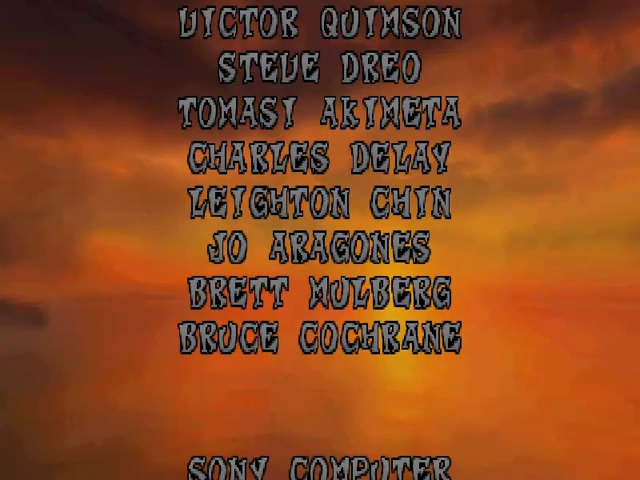 VICTOR QUIMSON
STEVE DREO
TOMASI AKIMETA
CHARLES DELAY
LEIGHTON CHIN
JO ARAGONES
BRETT MULBERG
BRUCE COCHRANE
SONY COMPUTER